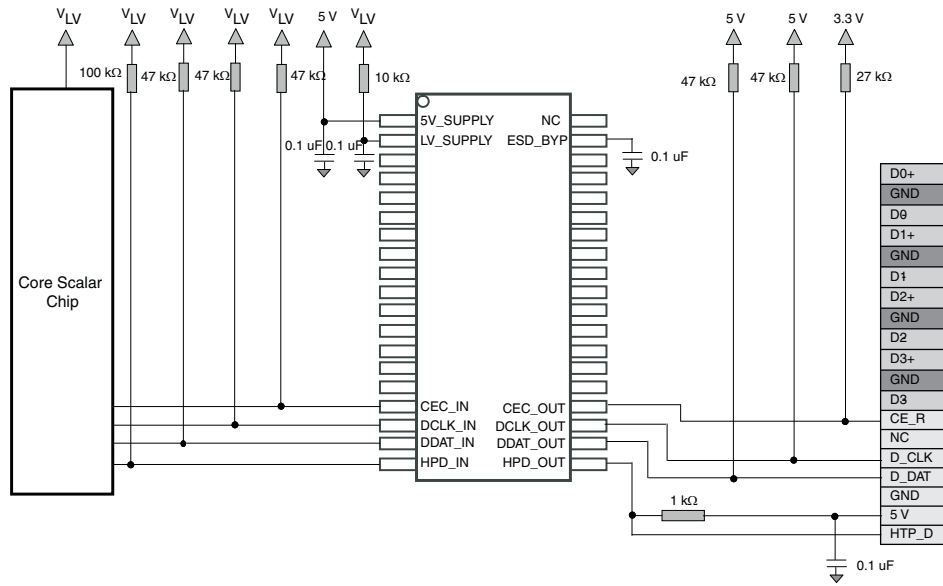 VLV VLV VLV VLV VLV 5 V VLV 5 V 5 V 3.3 V
100 kΩ 47 kΩ 47 kΩ 47 kΩ 10 kΩ 47 kΩ 47 kΩ 27 kΩ
5V_SUPPLY NC
LV_SUPPLY ESD_BYP
0.1 uF 0.1 uF 0.1 uF
Core Scalar
Chip
CEC_IN CEC_OUT
DCLK_IN DCLK_OUT
DDAT_IN DDAT_OUT
HPD_IN HPD_OUT
1 kΩ
0.1 uF
D0+
GND
D0
D1+
GND
D1
D2+
GND
D2
D3+
GND
D3
CE_R
NC
D_CLK
D_DAT
GND
5 V
HTP_D